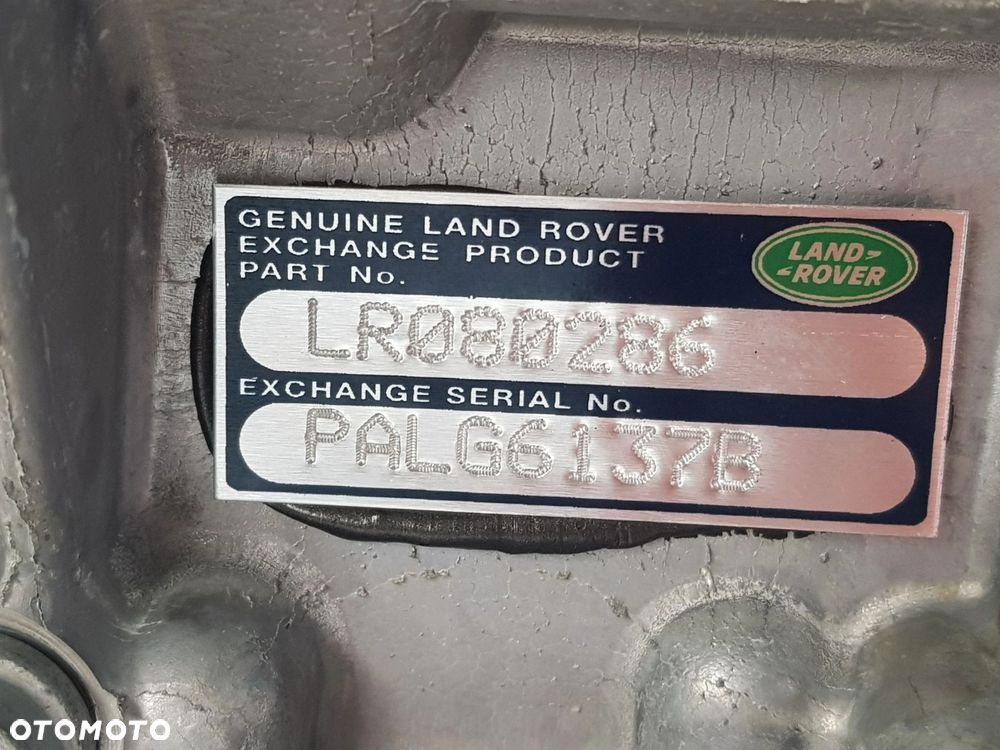 GENUINE LAND ROVER
EXCHANGE PRODUCT
PART No.
LAND-
-ROVER
LR080286
EXCHANGE SERIAL No.
PALG6137B
OTOMOTO